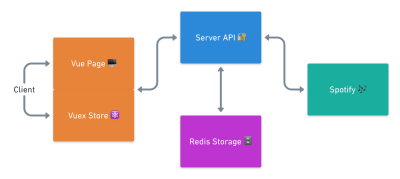 Server API 🔐
Vue Page 🖥️
Client
Spotify 🎶
Vuex Store ⚛️
Redis Storage 🗄️